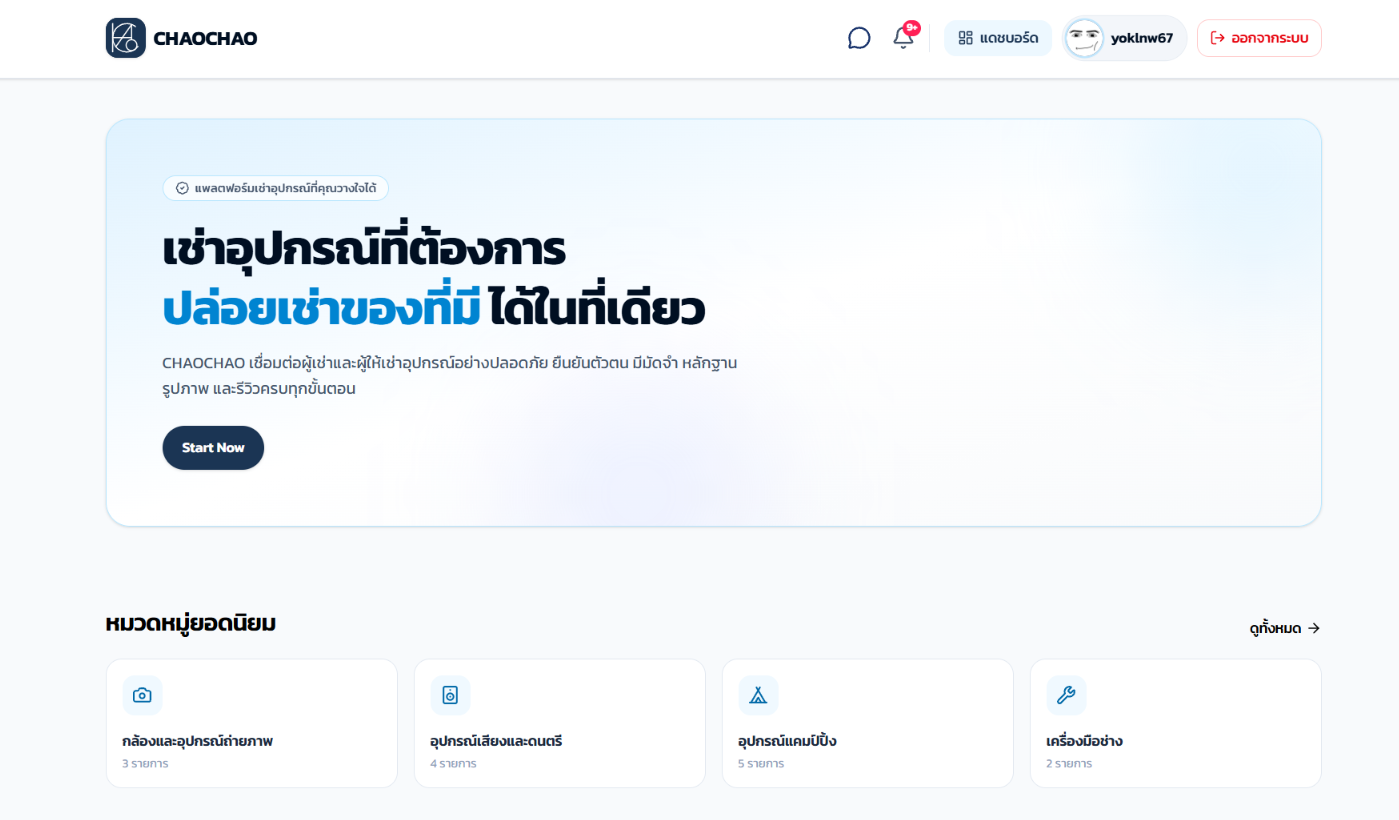 CHAOCHAO
9+
แดชบอร์ด
yoklnw67
ออกจากระบบ
แพลตฟอร์มเช่าอุปกรณ์ที่คุณวางใจได้
เช่าอุปกรณ์ที่ต้องการ
ปล่อยเช่าของที่มี ได้ในที่เดียว
CHAOCHAO เชื่อมต่อผู้เช่าและผู้ให้เช่าอุปกรณ์อย่างปลอดภัย ยืนยันตัวตน มีมัดจำ หลักฐาน
รูปภาพ และรีวิวครบทุกขั้นตอน
Start Now
หมวดหมู่ยอดนิยม
ดูทั้งหมด
กล้องและอุปกรณ์ถ่ายภาพ
3 รายการ
อุปกรณ์เสียงและดนตรี
4 รายการ
อุปกรณ์แคมป์ปิ้ง
5 รายการ
เครื่องมือช่าง
2 รายการ